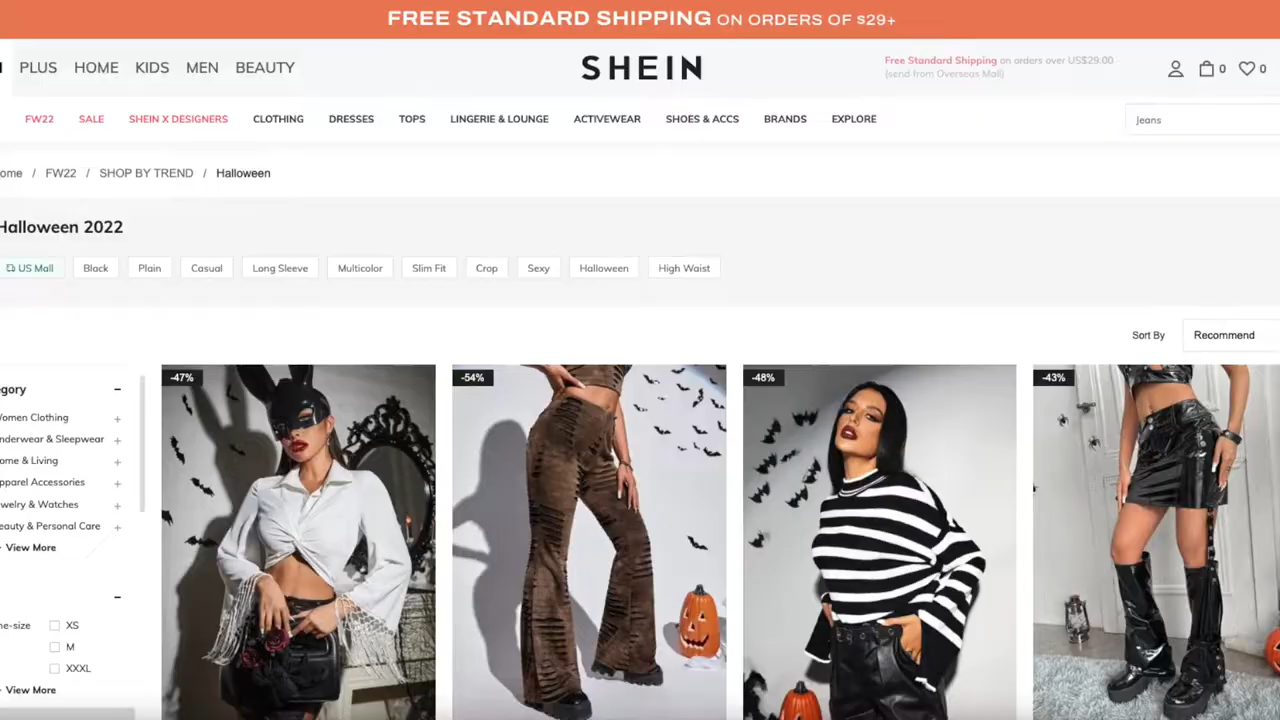 FREE STANDARD SHIPPING ON ORDERS OF $29+
PLUS HOME KIDS MEN BEAUTY
SHEIN
Free Standard Shipping on orders over US$29.00
(send from Overseas Mall)
0 0
FW22 SALE SHEIN X DESIGNERS CLOTHING DRESSES TOPS LINGERIE & LOUNGE ACTIVEWEAR SHOES & ACCS BRANDS EXPLORE
Jeans
ome / FW22 / SHOP BY TREND / Halloween
Halloween 2022
US Mall Black Plain Casual Long Sleeve Multicolor Slim Fit Crop Sexy Halloween High Waist
Sort By Recommend
egory −
-47% -54% -48% -43%
Women Clothing +
nderwear & Sleepwear +
ome & Living +
pparel Accessories +
ewelry & Watches +
eauty & Personal Care +
View More
−
ne-size XS
M
XXXL
View More